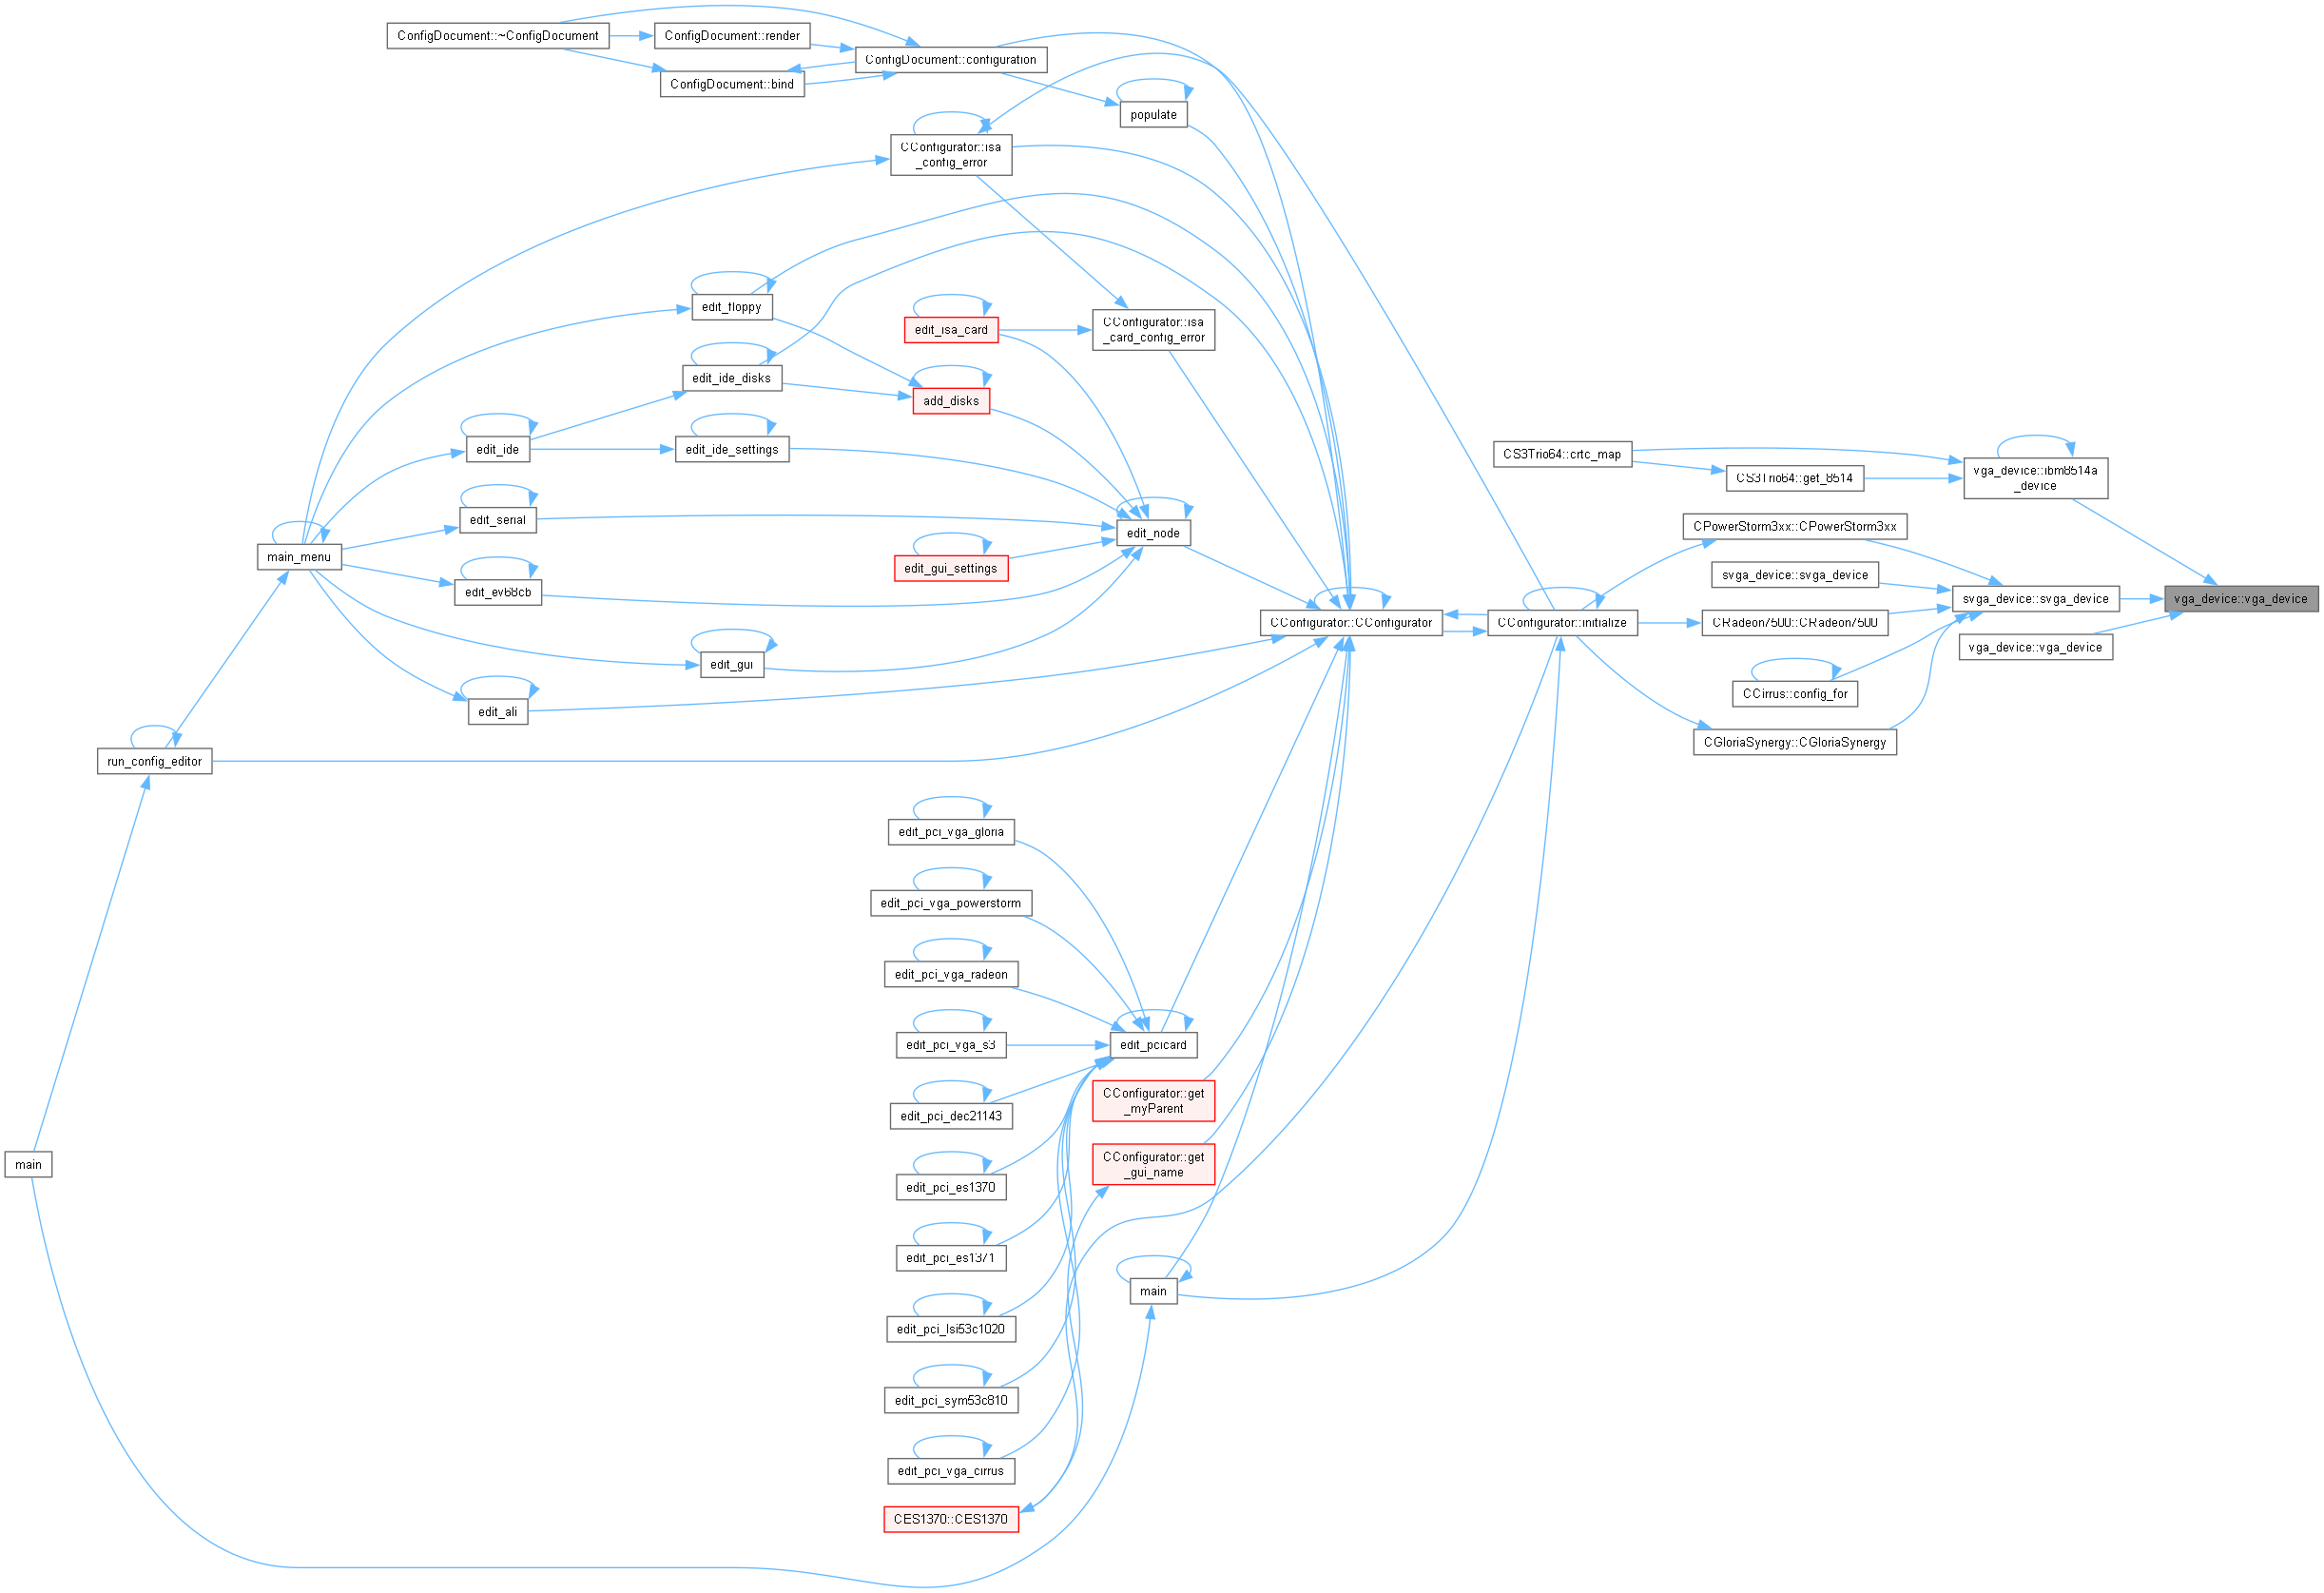 ConfigDocument::~ConfigDocument
ConfigDocument::render
ConfigDocument::configuration
ConfigDocument::bind
populate
CConfigurator::isa
_config_error
edit_floppy
edit_isa_card
CConfigurator::isa
_card_config_error
edit_ide_disks
add_disks
edit_ide
edit_ide_settings
CS3Trio64::crtc_map
CS3Trio64::get_8514
vga_device::ibm8514a
_device
edit_serial
edit_node
CPowerStorm3xx::CPowerStorm3xx
main_menu
edit_gui_settings
svga_device::svga_device
edit_ev68cb
svga_device::svga_device
vga_device::vga_device
CConfigurator::CConfigurator
CConfigurator::initialize
CRadeon7500::CRadeon7500
vga_device::vga_device
edit_gui
CCirrus::config_for
edit_ali
CGloriaSynergy::CGloriaSynergy
run_config_editor
edit_pci_vga_gloria
edit_pci_vga_powerstorm
edit_pci_vga_radeon
edit_pci_vga_s3
edit_pcicard
CConfigurator::get
_myParent
edit_pci_dec21143
main
CConfigurator::get
_gui_name
edit_pci_es1370
edit_pci_es1371
main
edit_pci_lsi53c1020
edit_pci_sym53c810
edit_pci_vga_cirrus
CES1370::CES1370